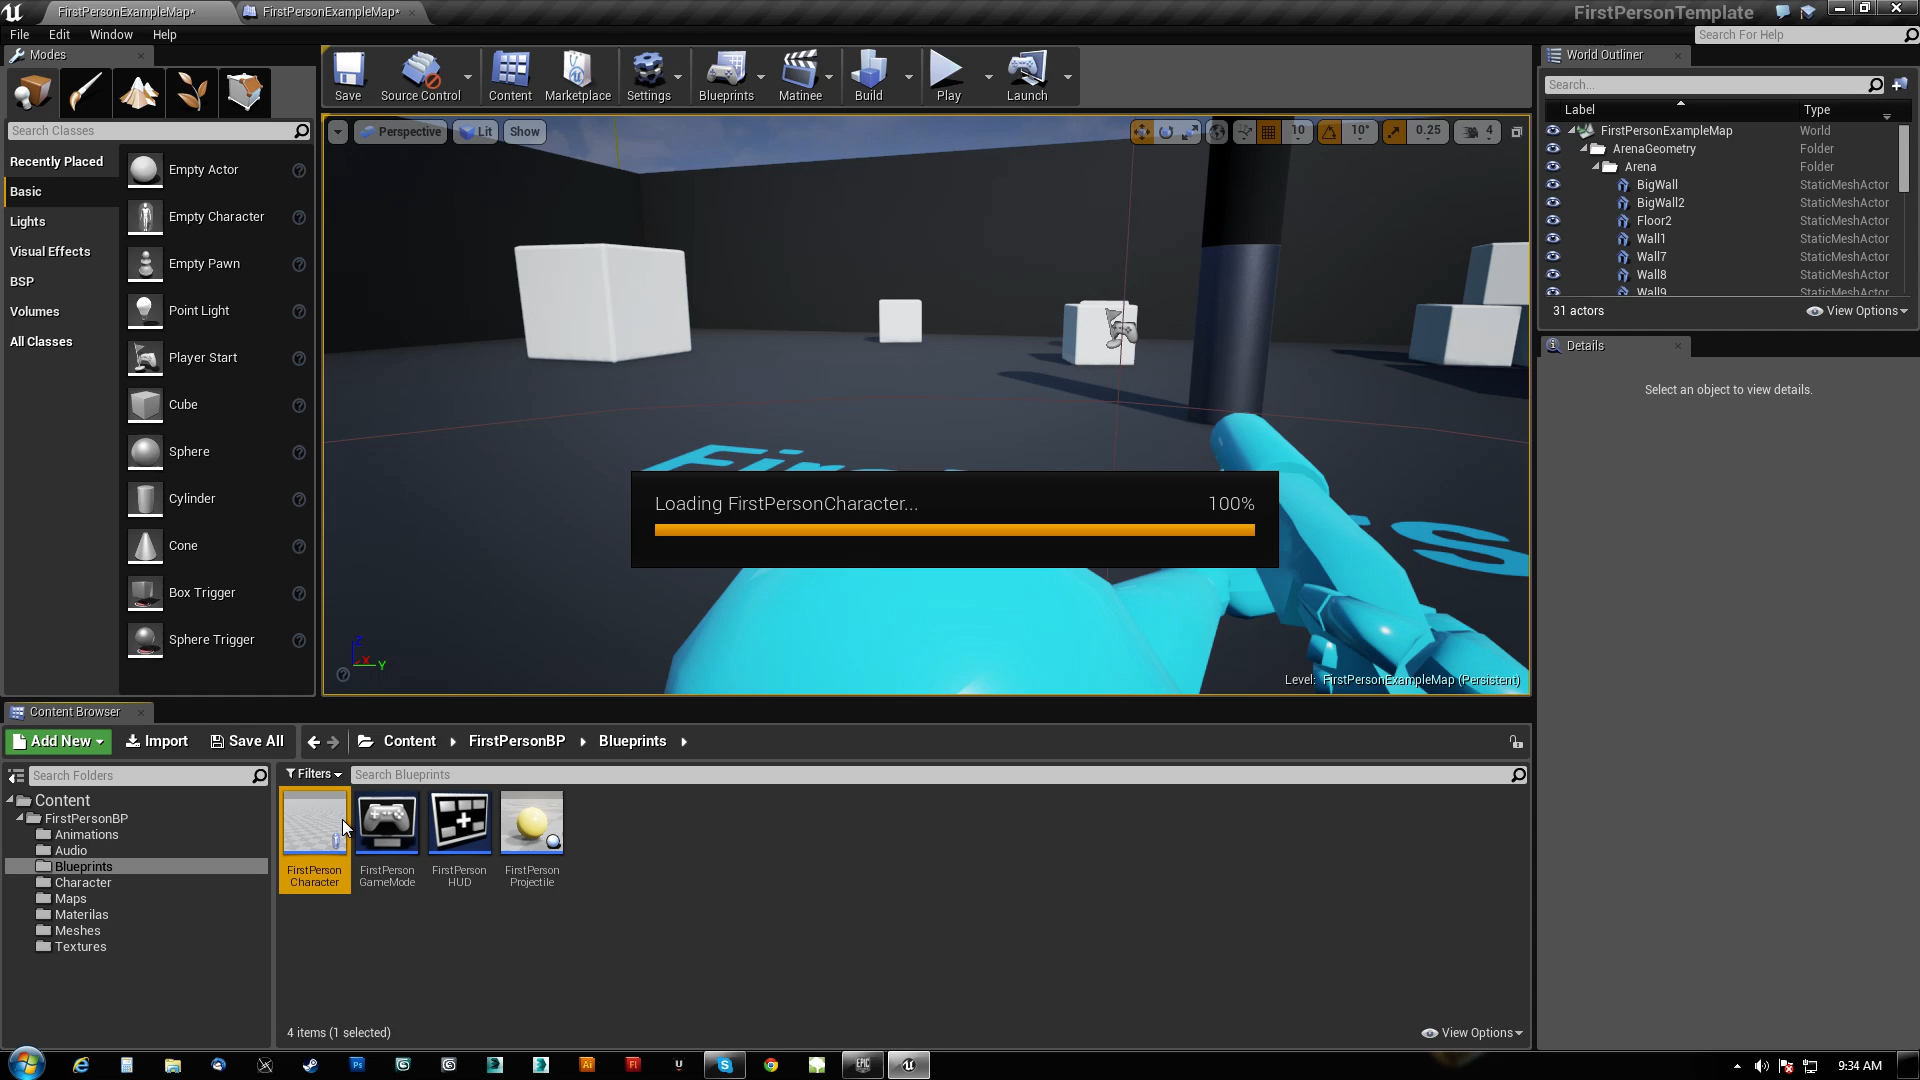 FirstPersonExampleMap*
FirstPersonExampleMap*
FirstPersonTemplate
File Edit Window Help
Search For Help
Modes
Save
Source Control
Content
Marketplace
Settings
Blueprints
Matinee
Build
Play
Launch
World Outliner
Search...
Label
Type
Search Classes
Recently Placed
Basic
Lights
Visual Effects
BSP
Volumes
All Classes
Empty Actor
Empty Character
Empty Pawn
Point Light
Player Start
Cube
Sphere
Cylinder
Cone
Box Trigger
Sphere Trigger
Perspective
Lit
Show
10
10°
0.25
4
FirstPersonExampleMap World
ArenaGeometry Folder
Arena Folder
BigWall StaticMeshActor
BigWall2 StaticMeshActor
Floor2 StaticMeshActor
Wall1 StaticMeshActor
Wall7 StaticMeshActor
Wall8 StaticMeshActor
Wall9 StaticMeshActor
31 actors
View Options
Details
Select an object to view details.
Loading FirstPersonCharacter... 100%
Z
X
Y
Level: FirstPersonExampleMap (Persistent)
Content Browser
Add New
Import
Save All
Content
FirstPersonBP
Blueprints
Search Folders
Filters
Search Blueprints
Content
FirstPersonBP
Animations
Audio
Blueprints
Character
Maps
Materilas
Meshes
Textures
FirstPerson
Character
FirstPerson
GameMode
FirstPerson
HUD
FirstPerson
Projectile
4 items (1 selected)
View Options
Ps
Ai
Fl
EPIC
9:34 AM